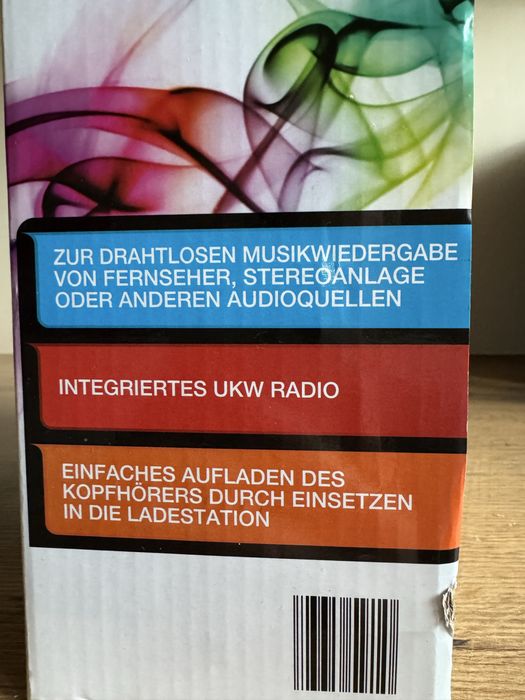 ZUR DRAHTLOSEN MUSIKWIEDERGABE
VON FERNSEHER, STEREOANLAGE
ODER ANDEREN AUDIOQUELLEN
INTEGRIERTES UKW RADIO
EINFACHES AUFLADEN DES
KOPFHÖRERS DURCH EINSETZEN
IN DIE LADESTATION